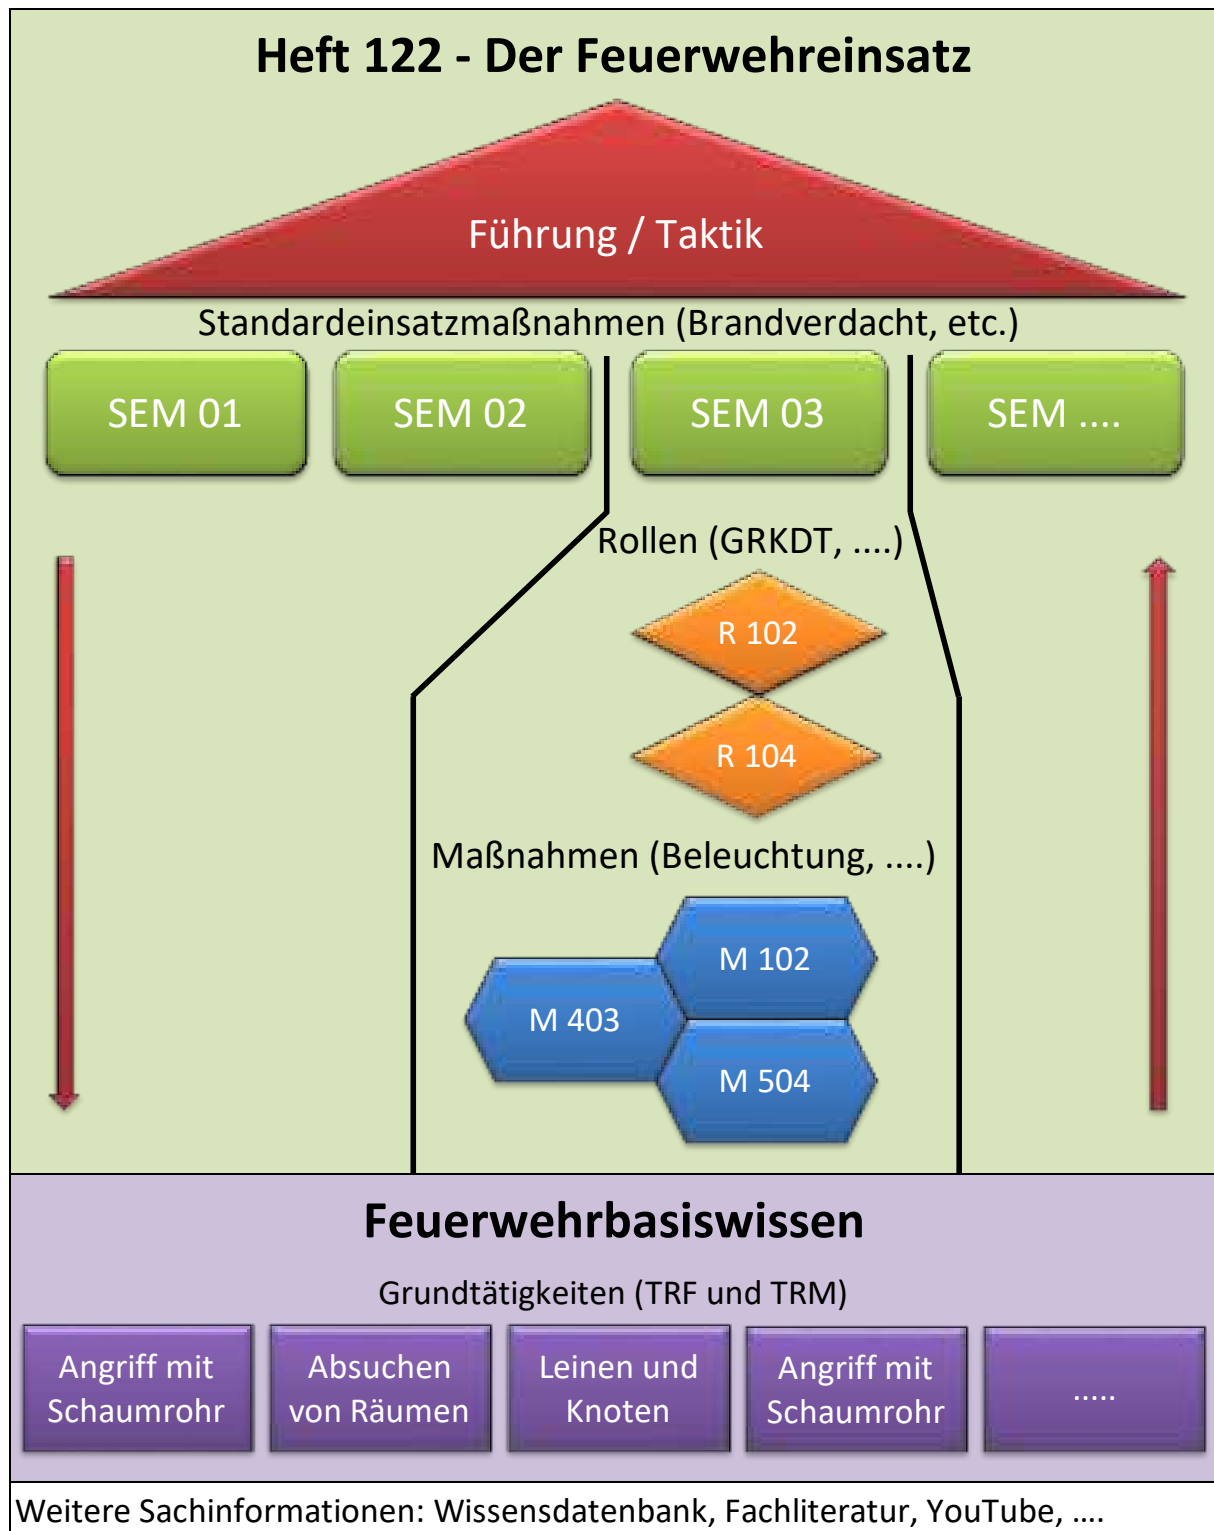 Heft 122 - Der Feuerwehreinsatz
Führung / Taktik
Standardeinsatzmaßnahmen (Brandverdacht, etc.)
SEM 01
SEM 02
SEM 03
SEM ....
Rollen (GRKDT, ....)
R 102
R 104
Maßnahmen (Beleuchtung, ....)
M 102
M 403
M 504
Feuerwehrbasiswissen
Grundtätigkeiten (TRF und TRM)
Angriff mit
Schaumrohr
Absuchen
von Räumen
Leinen und
Knoten
Angriff mit
Schaumrohr
.....
Weitere Sachinformationen: Wissensdatenbank, Fachliteratur, YouTube, ....